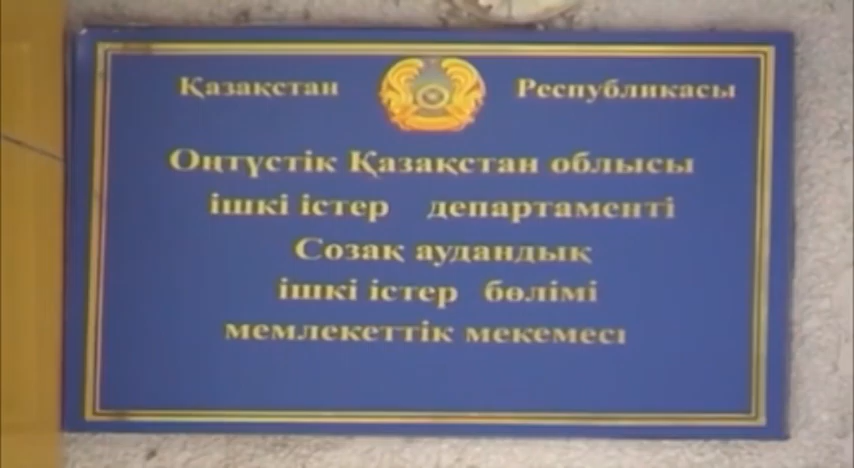 Қазақстан Республикасы
Оңтүстік Қазақстан облысы
ішкі істер департаменті
Созақ аудандық
ішкі істер бөлімі
мемлекеттік мекемесі